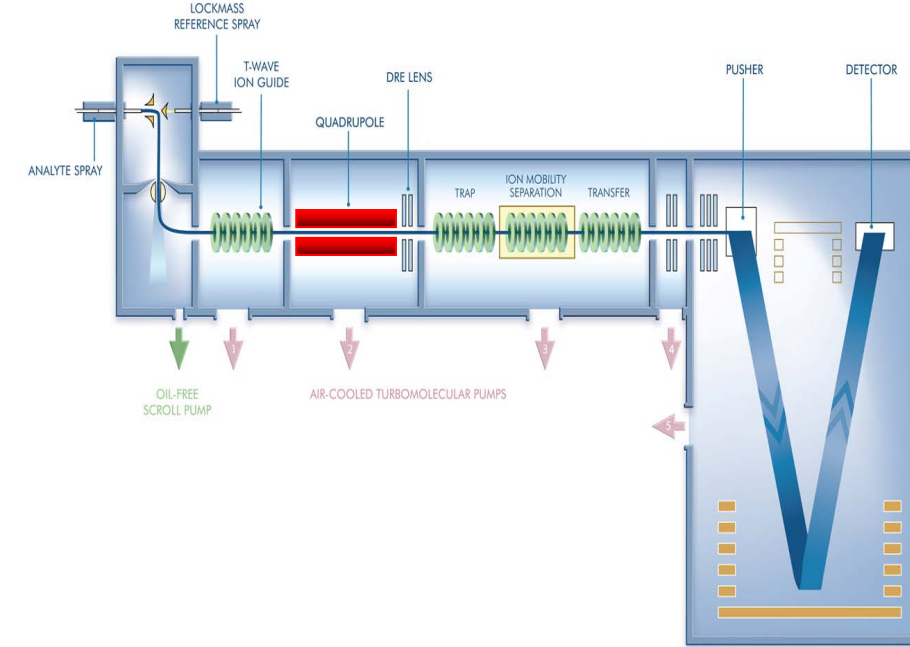 LOCKMASS
REFERENCE SPRAY
T-WAVE
ION GUIDE
DRE LENS
PUSHER
DETECTOR
QUADRUPOLE
ANALYTE SPRAY
TRAP
ION MOBILITY
SEPARATION
TRANSFER
1
2
3
4
OIL-FREE
SCROLL PUMP
AIR-COOLED TURBOMOLECULAR PUMPS
5